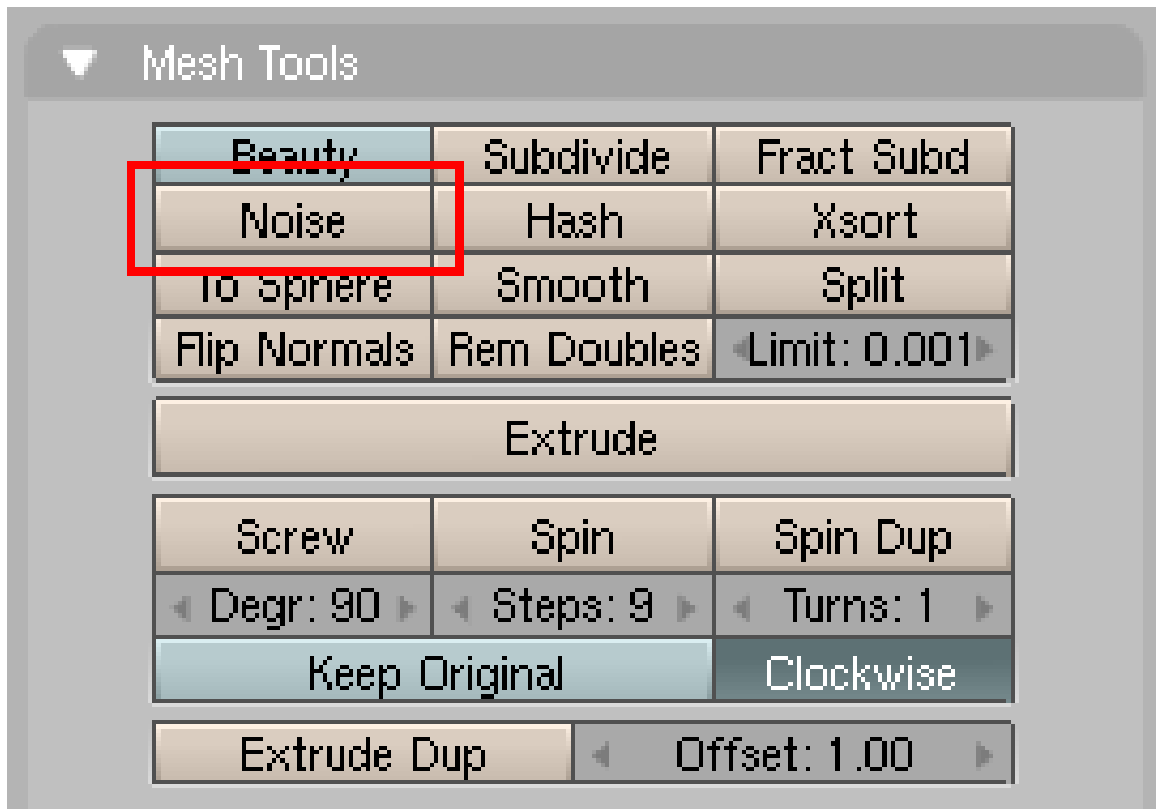 Mesh Tools
Beauty Subdivide Fract Subd
Noise Hash Xsort
To Sphere Smooth Split
Flip Normals Rem Doubles Limit: 0.001
Extrude
Screw Spin Spin Dup
Degr: 90 Steps: 9 Turns: 1
Keep Original Clockwise
Extrude Dup Offset: 1.00